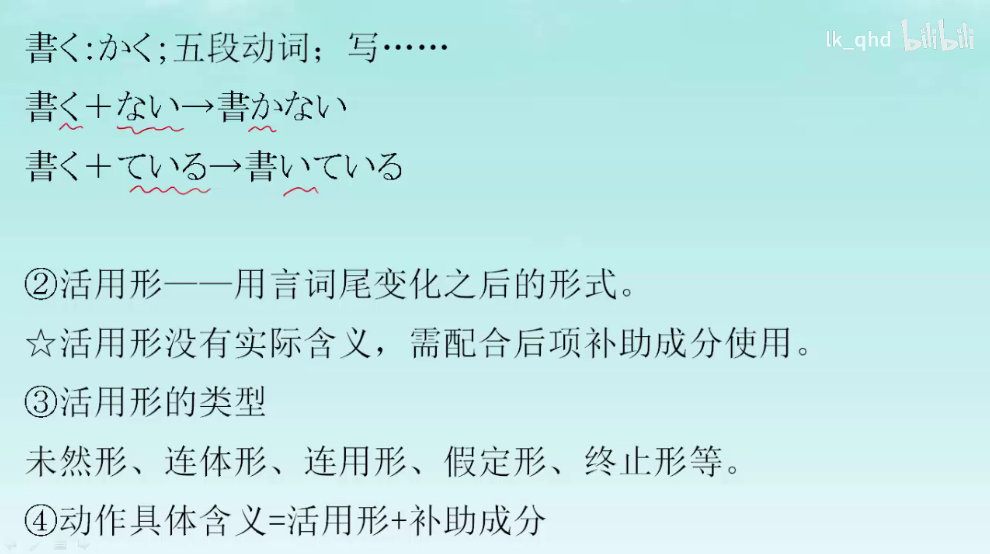 書く:かく;五段动词；写……
lk_qhd bilibili
書く＋ない→書かない
書く＋ている→書いている
②活用形——用言词尾变化之后的形式。
☆活用形没有实际含义，需配合后项补助成分使用。
③活用形的类型
未然形、连体形、连用形、假定形、终止形等。
④动作具体含义=活用形+补助成分